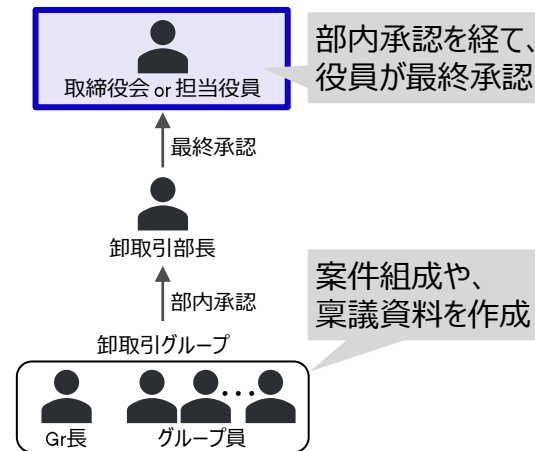 部内承認を経て、
役員が最終承認
取締役会 or 担当役員
最終承認
卸取引部長
部内承認
案件組成や、
稟議資料を作成
卸取引グループ
…
Gr長
グループ員